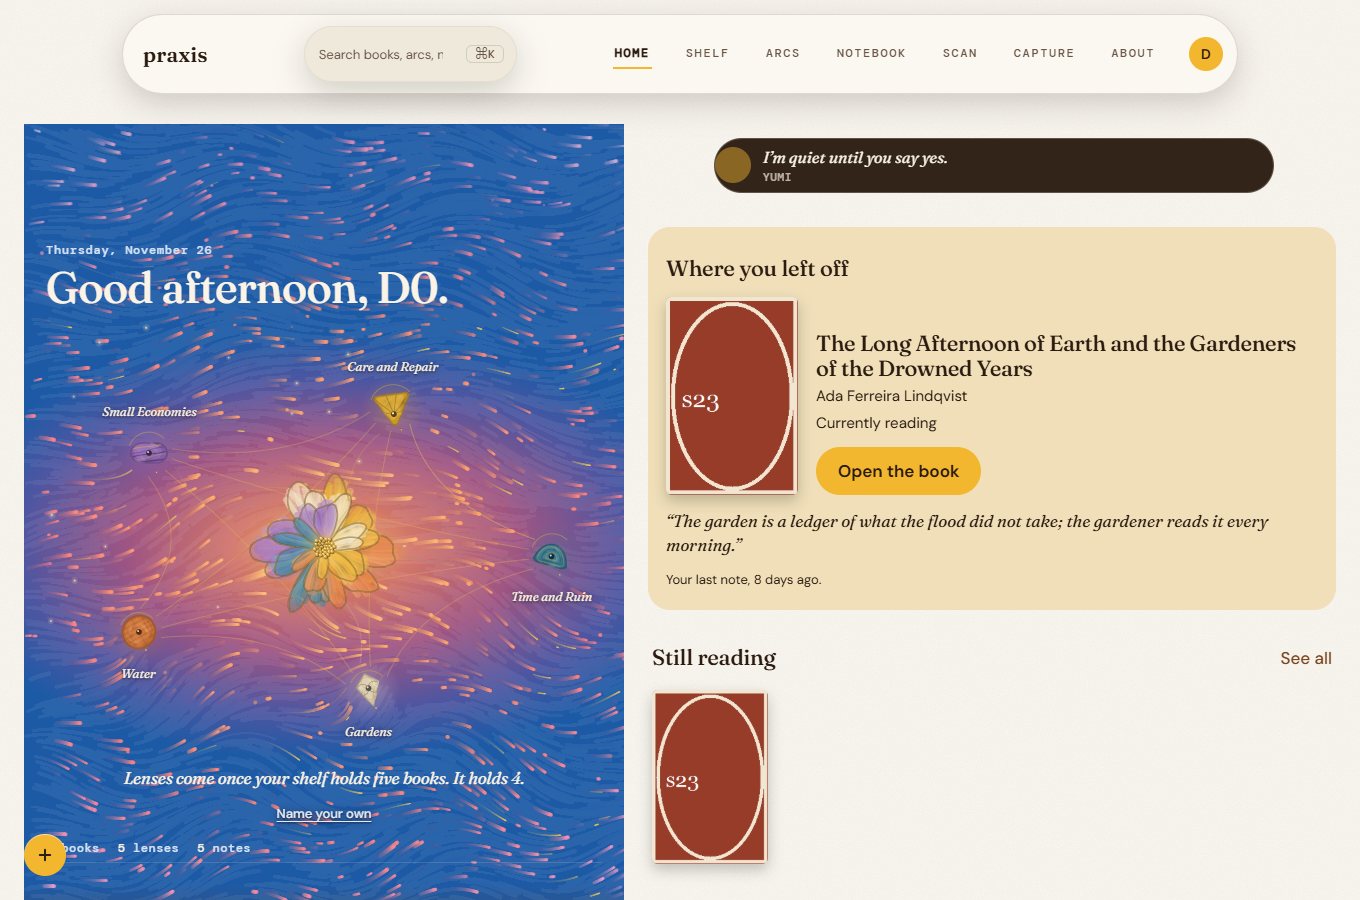 praxis
Search books, arcs, n
⌘K
HOME
SHELF
ARCS
NOTEBOOK
SCAN
CAPTURE
ABOUT
D
Thursday, November 26
Good afternoon, D0.
Care and Repair
Small Economies
Time and Ruin
Water
Gardens
Lenses come once your shelf holds five books. It holds 4.
Name your own
+
books 5 lenses 5 notes
I'm quiet until you say yes.
YUMI
Where you left off
s23
The Long Afternoon of Earth and the Gardeners
of the Drowned Years
Ada Ferreira Lindqvist
Currently reading
Open the book
“The garden is a ledger of what the flood did not take; the gardener reads it every
morning.”
Your last note, 8 days ago.
Still reading
See all
s23